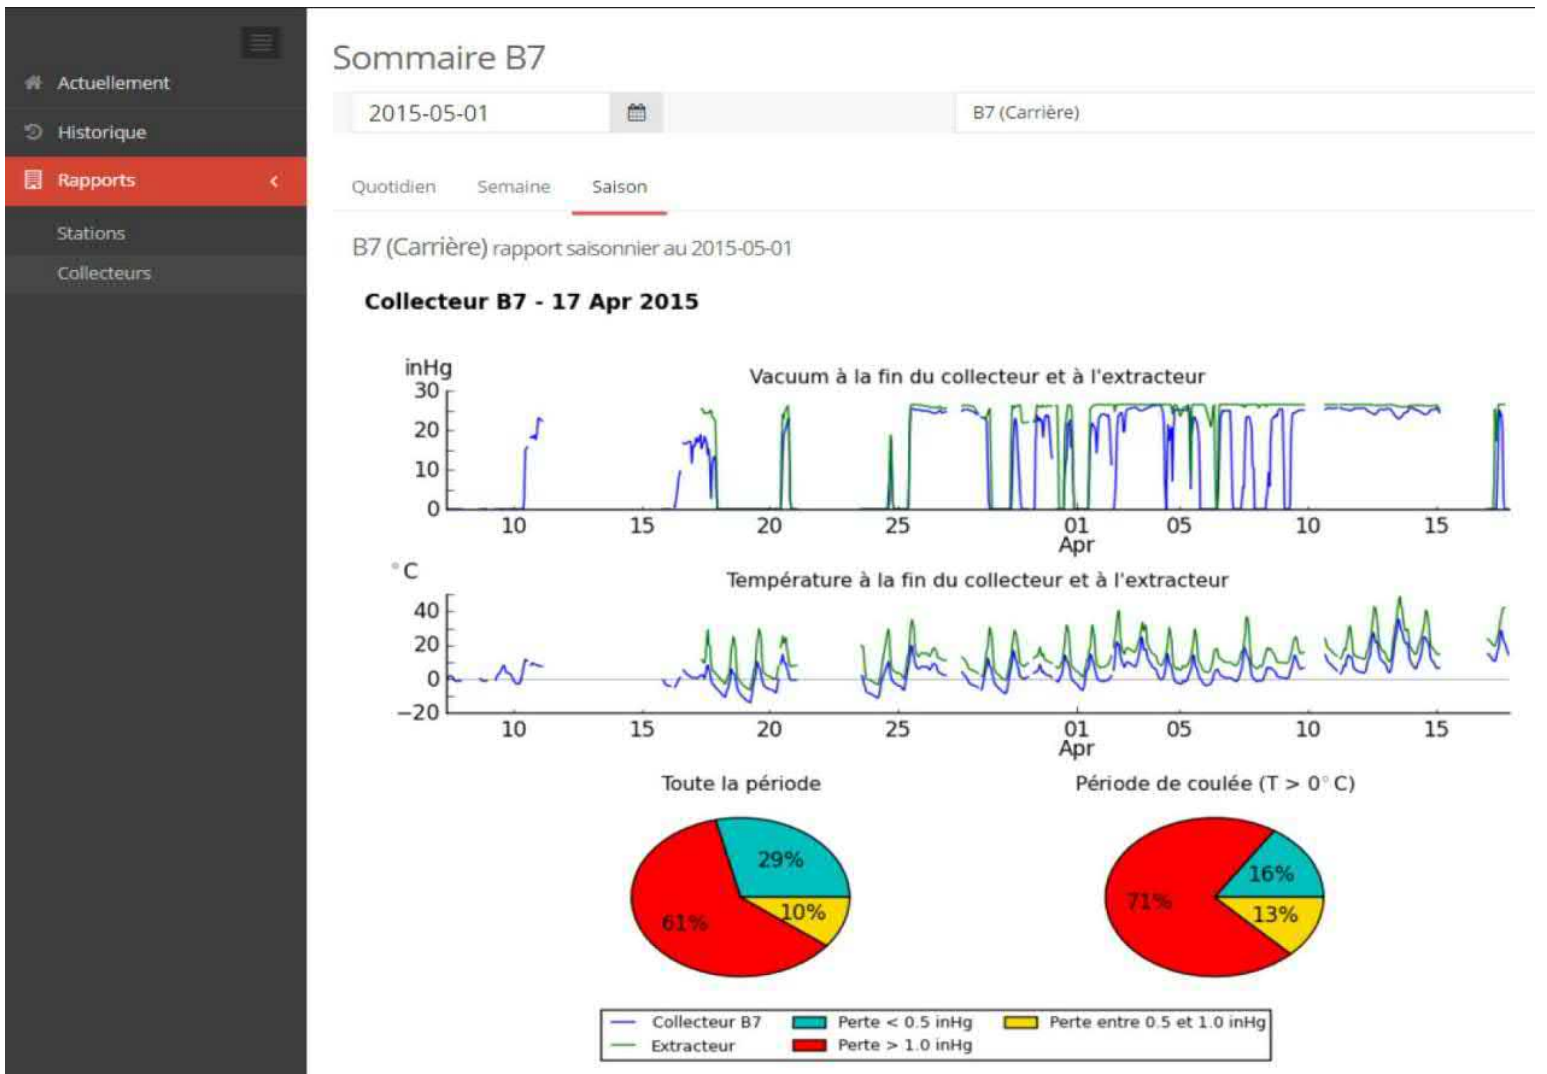 Sommaire B7
Actuellement
2015-05-01
B7 (Carrière)
Historique
Rapports
Quotidien Semaine Saison
Stations
B7 (Carrière) rapport saisonnier au 2015-05-01
Collecteurs
Collecteur B7 - 17 Apr 2015
inHg
Vacuum à la fin du collecteur et à l'extracteur
30
20
10
0
10 15 20 25 01 05 10 15
Apr
°C
Température à la fin du collecteur et à l'extracteur
40
20
0
−20
10 15 20 25 01 05 10 15
Apr
Toute la période
Période de coulée (T > 0°C)
29%
61%
10%
16%
71%
13%
Collecteur B7 Perte < 0.5 inHg Perte entre 0.5 et 1.0 inHg
Extracteur Perte > 1.0 inHg